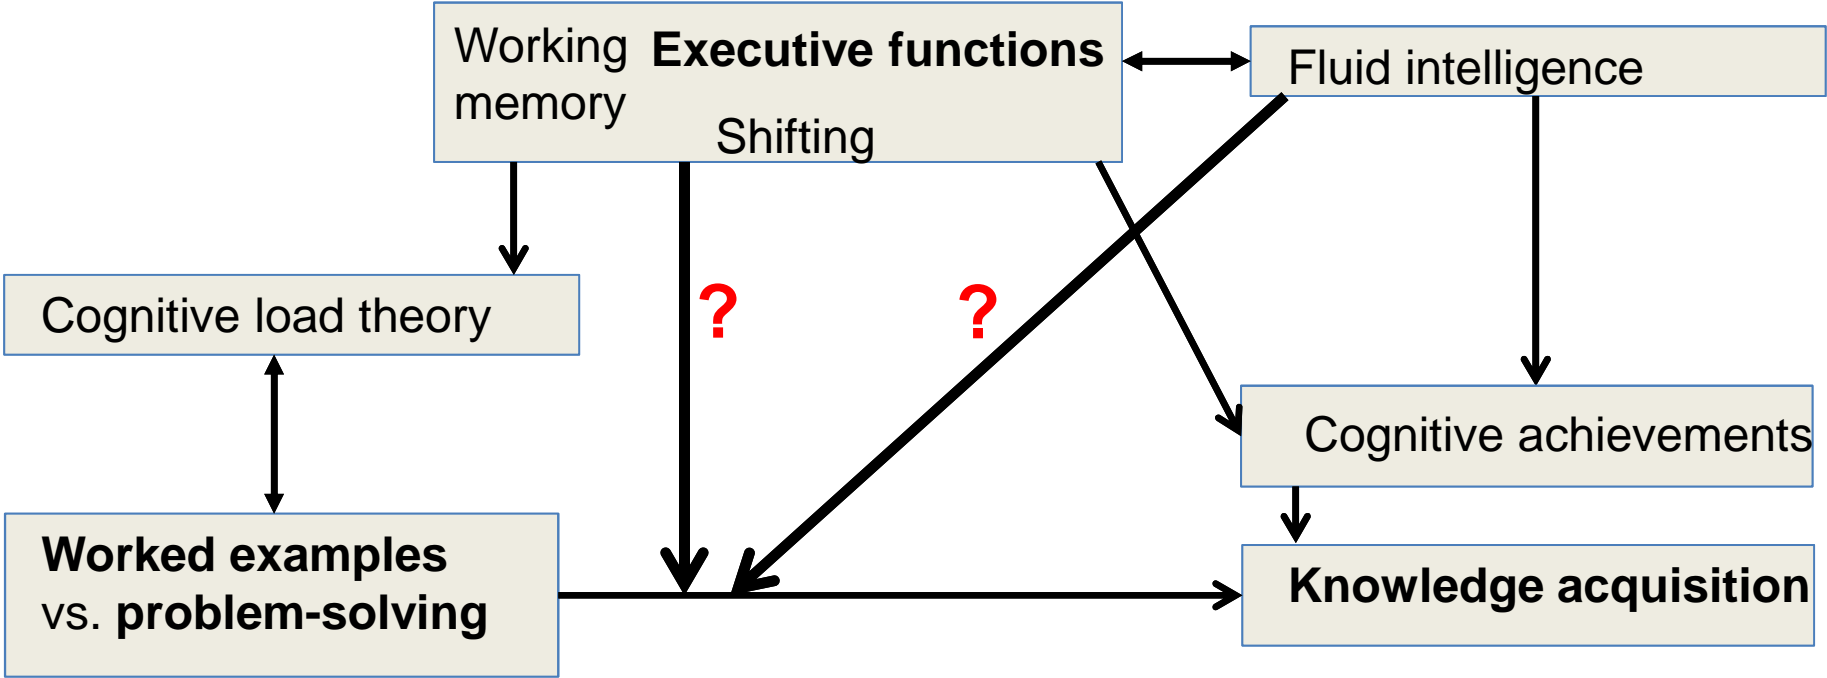 Working Executive functions
memory
Shifting
Fluid intelligence
Cognitive load theory
?
?
Cognitive achievements
Worked examples
vs. problem-solving
Knowledge acquisition